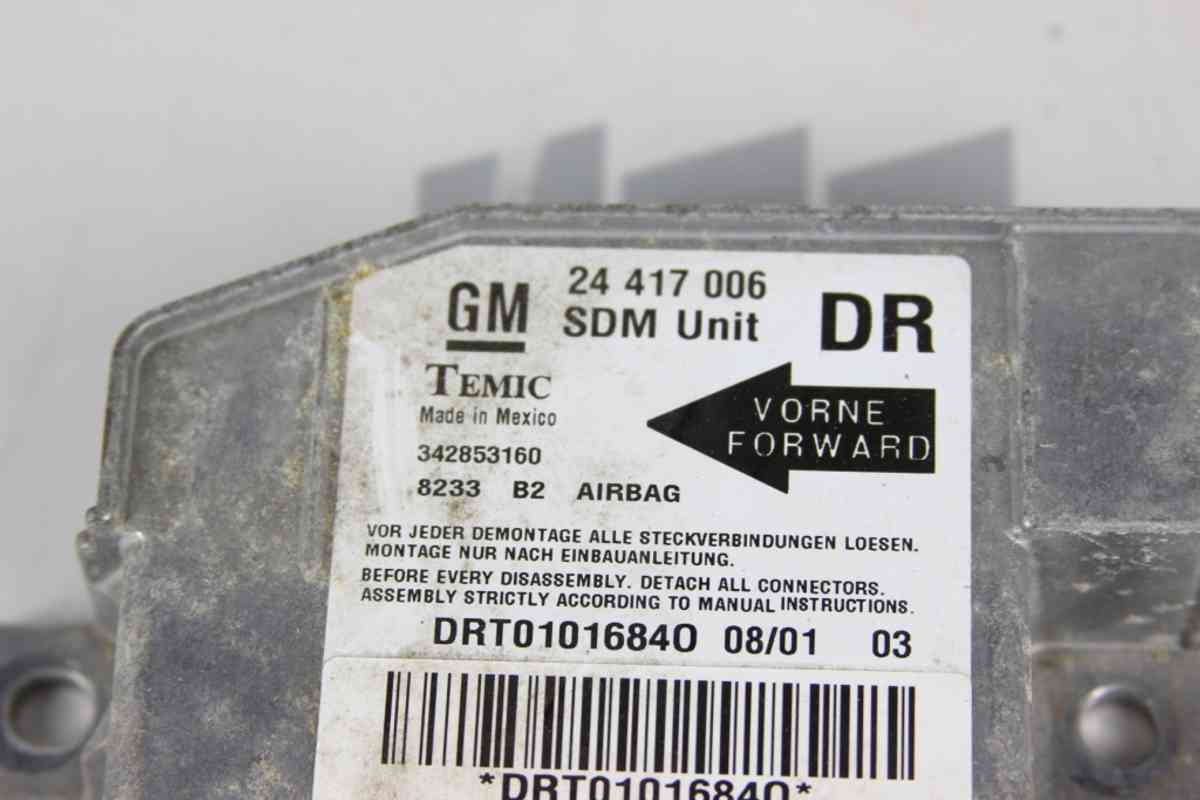 GM 24 417 006 DR
SDM Unit
TEMIC
Made in Mexico
VORNE
FORWARD
342853160
8233 B2 AIRBAG
VOR JEDER DEMONTAGE ALLE STECKVERBINDUNGEN LOESEN.
MONTAGE NUR NACH EINBAUANLEITUNG.
BEFORE EVERY DISASSEMBLY. DETACH ALL CONNECTORS.
ASSEMBLY STRICTLY ACCORDING TO MANUAL INSTRUCTIONS.
DRT01016840 08/01 03
*DRT01016840*